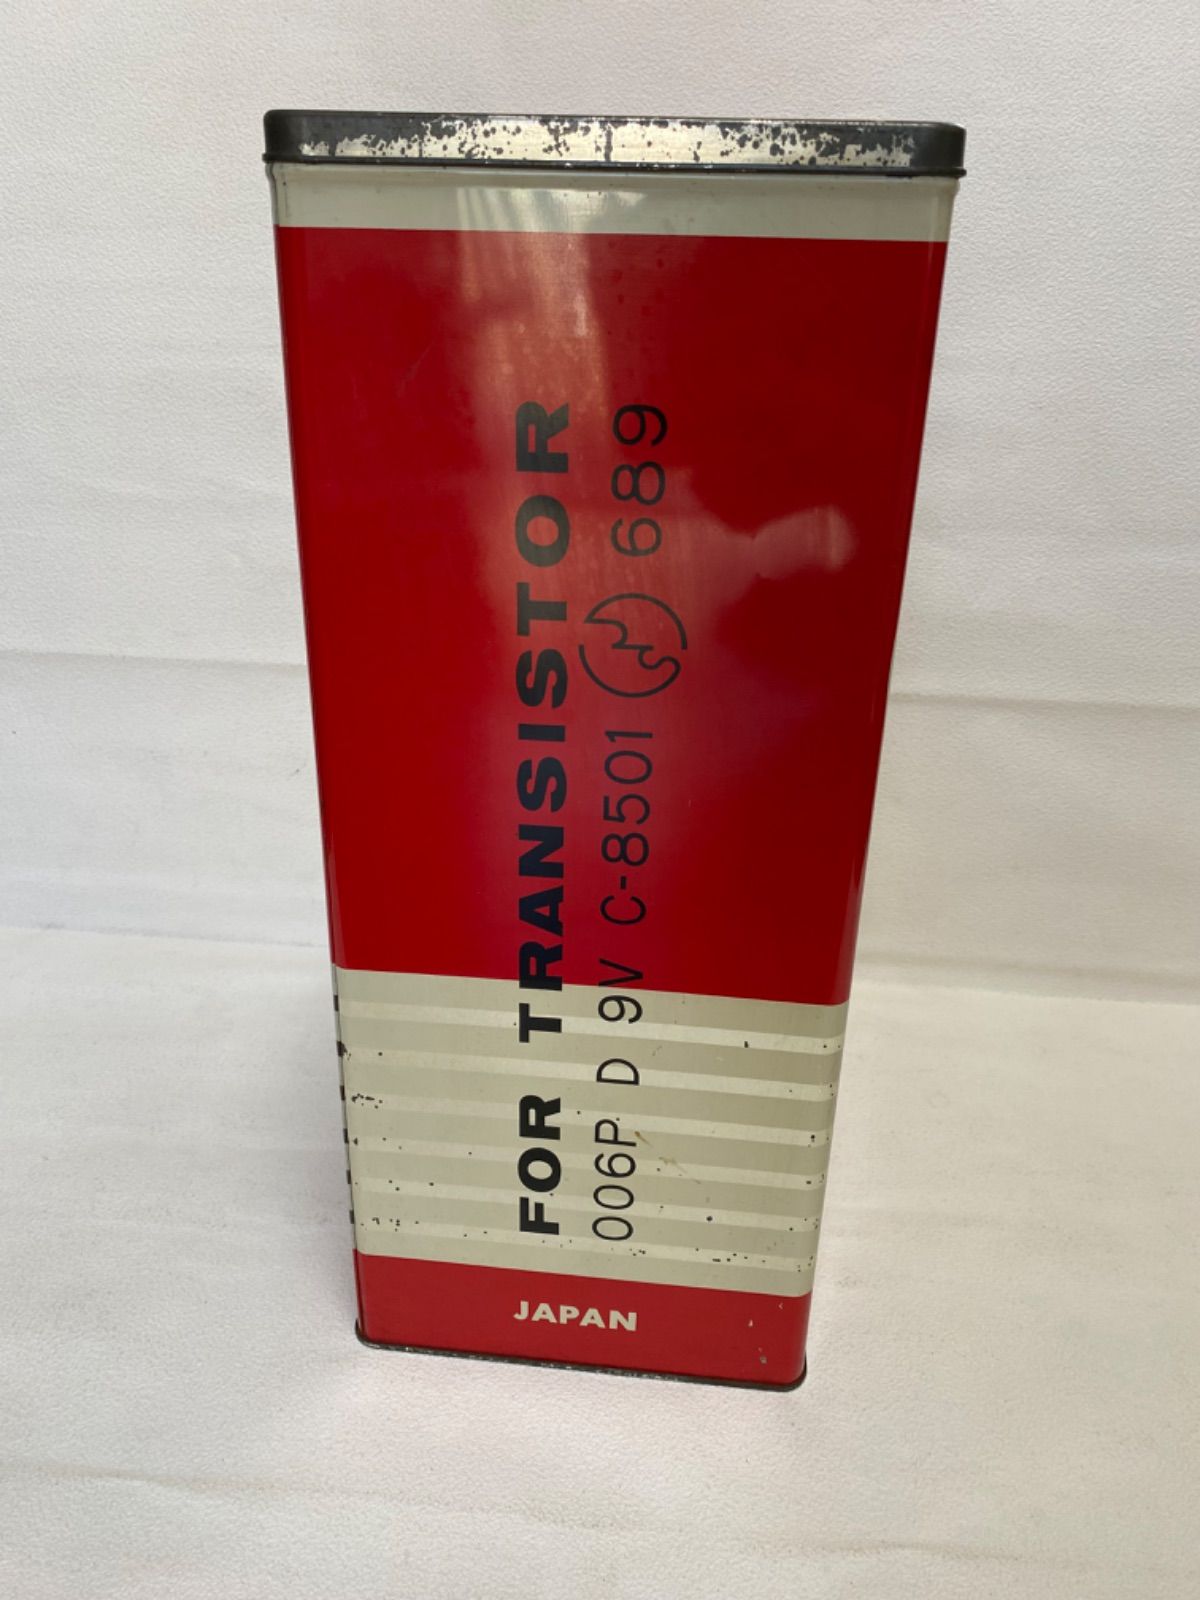 FOR TRANSISTOR
006P D 9V C-8501 689
JAPAN